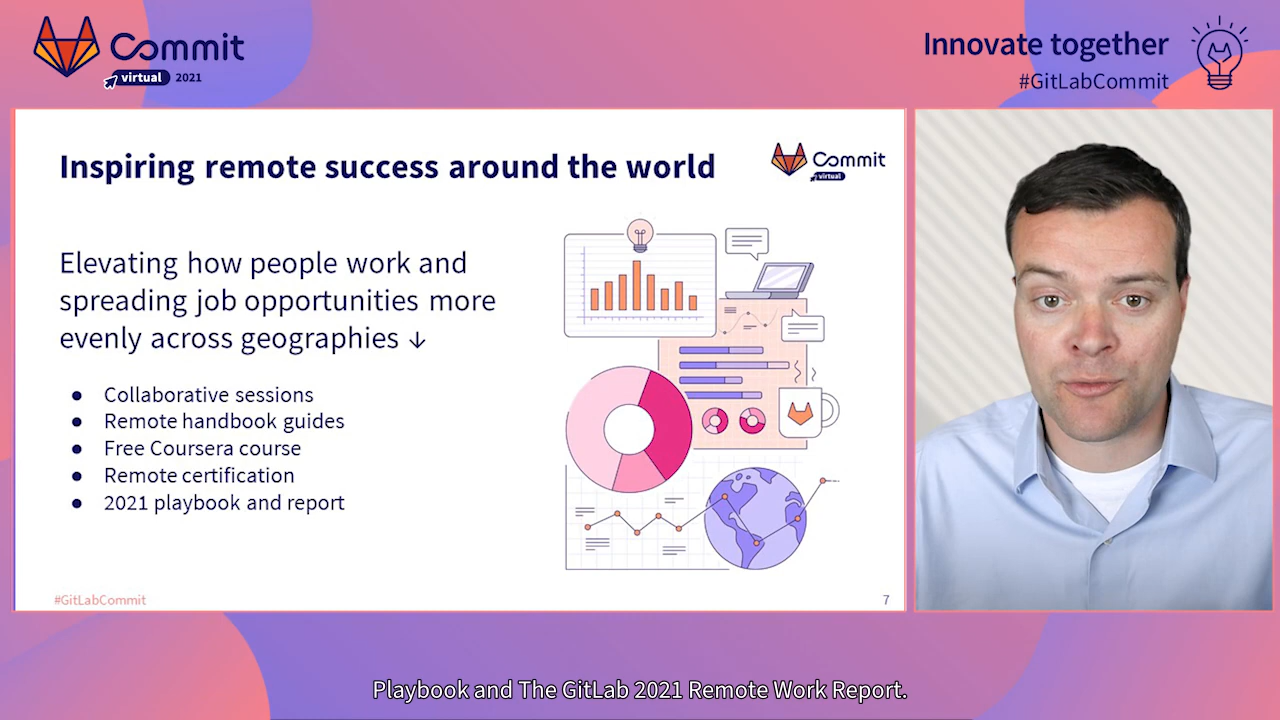 Commit
virtual 2021
Innovate together
#GitLabCommit
Inspiring remote success around the world
Commit
virtual
Elevating how people work and
spreading job opportunities more
evenly across geographies ↓
● Collaborative sessions
● Remote handbook guides
● Free Coursera course
● Remote certification
● 2021 playbook and report
#GitLabCommit
7
Playbook and The GitLab 2021 Remote Work Report.